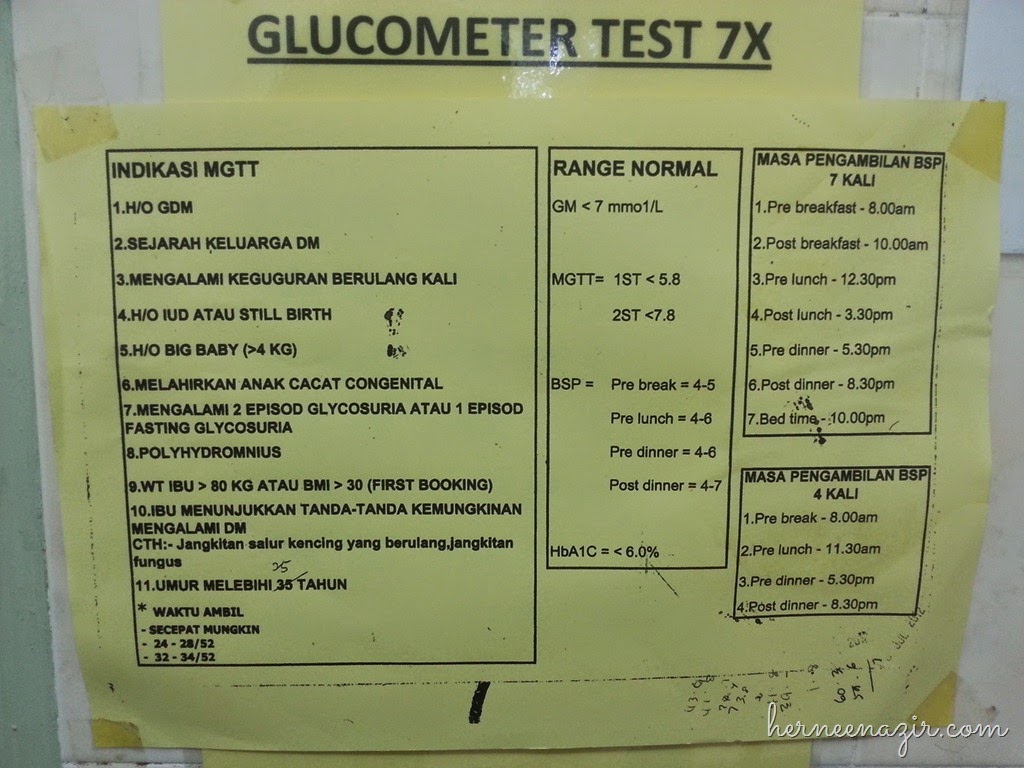 GLUCOMETER TEST 7X
INDIKASI MGTT
1.H/O GDM
2.SEJARAH KELUARGA DM
3.MENGALAMI KEGUGURAN BERULANG KALI
4.H/O IUD ATAU STILL BIRTH
5.H/O BIG BABY (>4 KG)
6.MELAHIRKAN ANAK CACAT CONGENITAL
7.MENGALAMI 2 EPISOD GLYCOSURIA ATAU 1 EPISOD
FASTING GLYCOSURIA
8.POLYHYDROMNIUS
9.WT IBU > 80 KG ATAU BMI > 30 (FIRST BOOKING)
10.IBU MENUNJUKKAN TANDA-TANDA KEMUNGKINAN
MENGALAMI DM
CTH:- Jangkitan salur kencing yang berulang,jangkitan
fungus
25
11.UMUR MELEBIHI 35 TAHUN
* WAKTU AMBIL
- SECEPAT MUNGKIN
- 24 - 28/52
- 32 - 34/52
RANGE NORMAL
GM < 7 mmo1/L
MGTT= 1ST < 5.8
2ST <7.8
BSP = Pre break = 4-5
Pre lunch = 4-6
Pre dinner = 4-6
Post dinner = 4-7
HbA1C = < 6.0%
MASA PENGAMBILAN BSP
7 KALI
1.Pre breakfast - 8.00am
2.Post breakfast - 10.00am
3.Pre lunch - 12.30pm
4.Post lunch - 3.30pm
5.Pre dinner - 5.30pm
6.Post dinner - 8.30pm
7.Bed time - 10.00pm
MASA PENGAMBILAN BSP
4 KALI
1.Pre break - 8.00am
2.Pre lunch - 11.30am
3.Pre dinner - 5.30pm
4.Post dinner - 8.30pm
JUL 2012
herneenazir.com